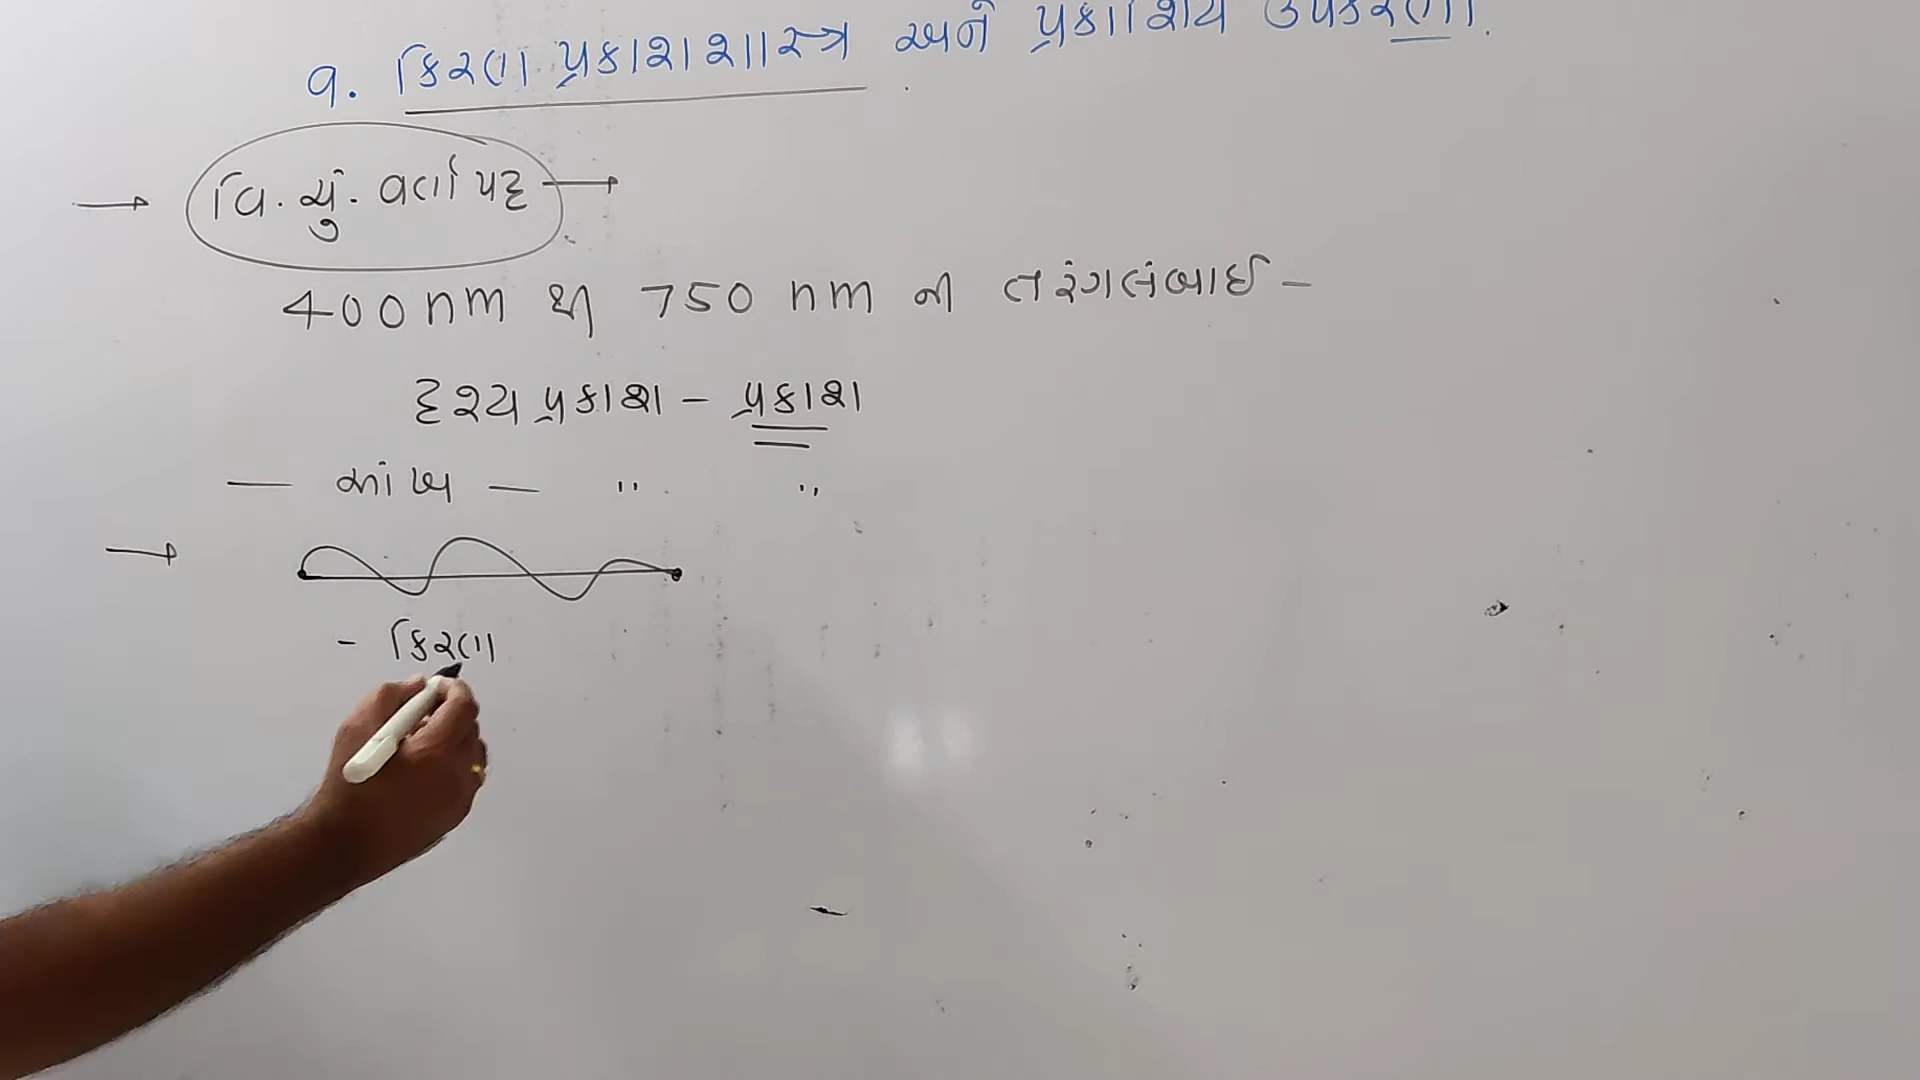 ૧. કિરણ પ્રકાશશાસ્ત્ર અને પ્રકાશિય ઉપકરણો.
→ વિ. ચું. વર્ણપટ →
400 nm થી 750 nm ની તરંગલંબાઈ -
દૃશ્ય પ્રકાશ - પ્રકાશ
— આંખ — " "
→
- કિરણ